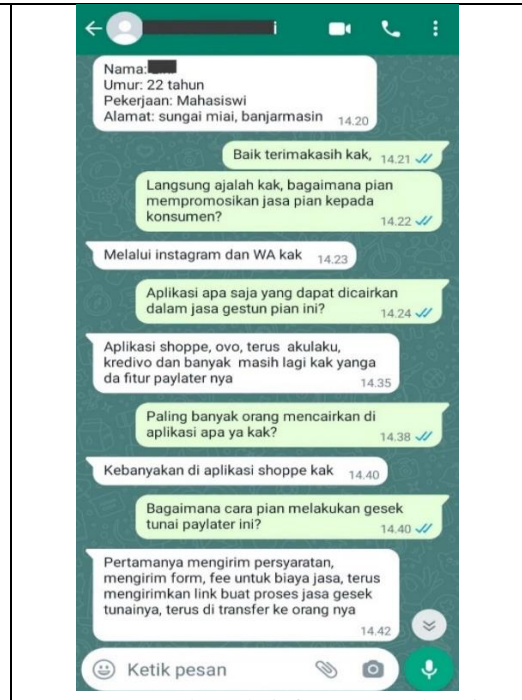 i
Nama:
Umur: 22 tahun
Pekerjaan: Mahasiswi
Alamat: sungai miai, banjarmasin 14.20
Baik terimakasih kak, 14.21
Langsung ajalah kak, bagaimana pian
mempromosikan jasa pian kepada
konsumen?
14.22
Melalui instagram dan WA kak 14.23
Aplikasi apa saja yang dapat dicairkan
dalam jasa gestun pian ini?
14.24
Aplikasi shoppe, ovo, terus akulaku,
kredivo dan banyak masih lagi kak yanga
da fitur paylater nya
14.35
Paling banyak orang mencairkan di
aplikasi apa ya kak?
14.38
Kebanyakan di aplikasi shoppe kak 14.40
Bagaimana cara pian melakukan gesek
tunai paylater ini?
14.40
Pertamanya mengirim persyaratan,
mengirim form, fee untuk biaya jasa, terus
mengirimkan link buat proses jasa gesek
tunainya, terus di transfer ke orang nya
14.42
Ketik pesan